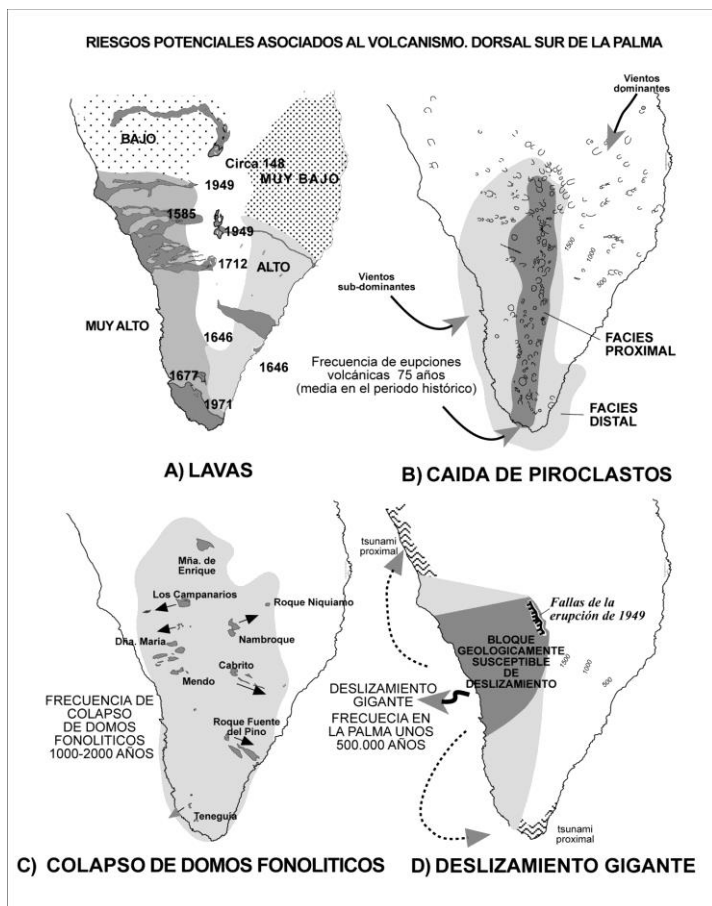 RIESGOS POTENCIALES ASOCIADOS AL VOLCANISMO. DORSAL SUR DE LA PALMA
BAJO
Circa 148
MUY BAJO
1949
1585
1949
1712
ALTO
MUY ALTO
1646
1646
1677
1971
A) LAVAS
Vientos
dominantes
1500
1000
500
Vientos
sub-dominantes
FACIES
PROXIMAL
Frecuencia de eupciones
volcánicas 75 años
(media en el periodo histórico)
FACIES
DISTAL
B) CAIDA DE PIROCLASTOS
Mña. de
Enrique
Los Campanarios
Roque Niquiamo
Dña. Maria
Nambroque
Mendo
Cabrito
FRECUENCIA DE
COLAPSO
DE DOMOS
FONOLITICOS
1000-2000 AÑOS
Roque Fuente
del Pino
Teneguía
C) COLAPSO DE DOMOS FONOLITICOS
tsunami
proximal
Fallas de la
erupción de 1949
BLOQUE
GEOLOGICAMENTE
SUSCEPTIBLE
DE
DESLIZAMIENTO
1500
1000
500
DESLIZAMIENTO
GIGANTE
FRECUECIA EN
LA PALMA UNOS
500.000 AÑOS
tsunami
proximal
D) DESLIZAMIENTO GIGANTE